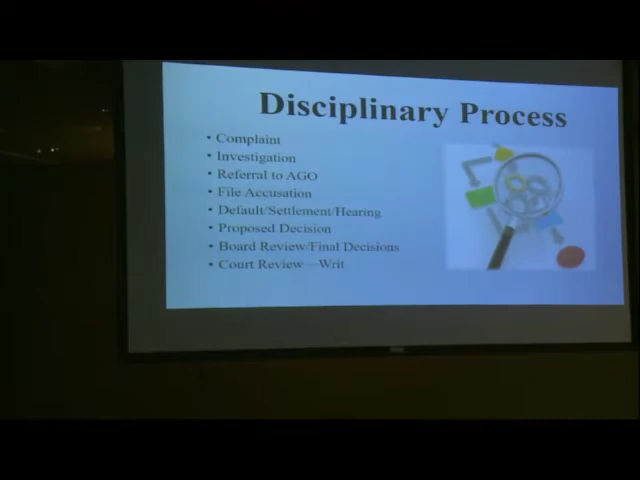 Disciplinary Process
• Complaint
• Investigation
• Referral to AGO
• File Accusation
• Default/Settlement/Hearing
• Proposed Decision
• Board Review/Final Decisions
• Court Review—Writ